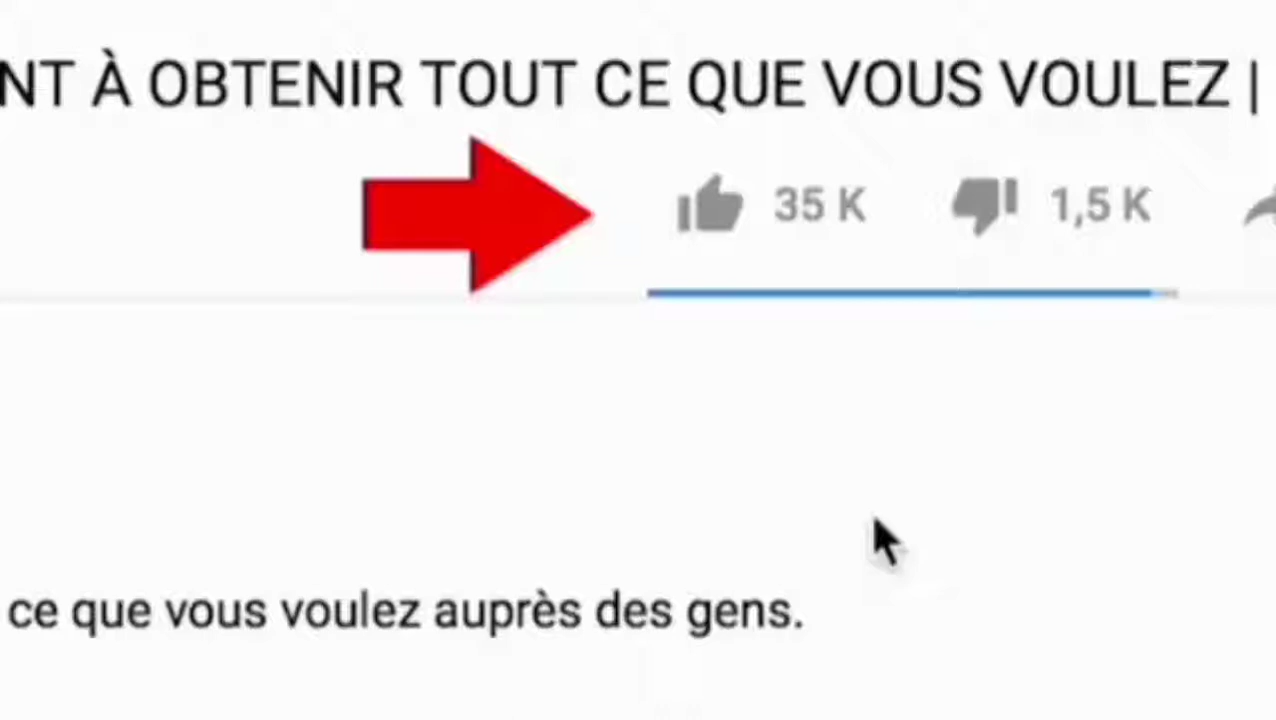 NT À OBTENIR TOUT CE QUE VOUS VOULEZ |
35 K 1,5 K
ce que vous voulez auprès des gens.